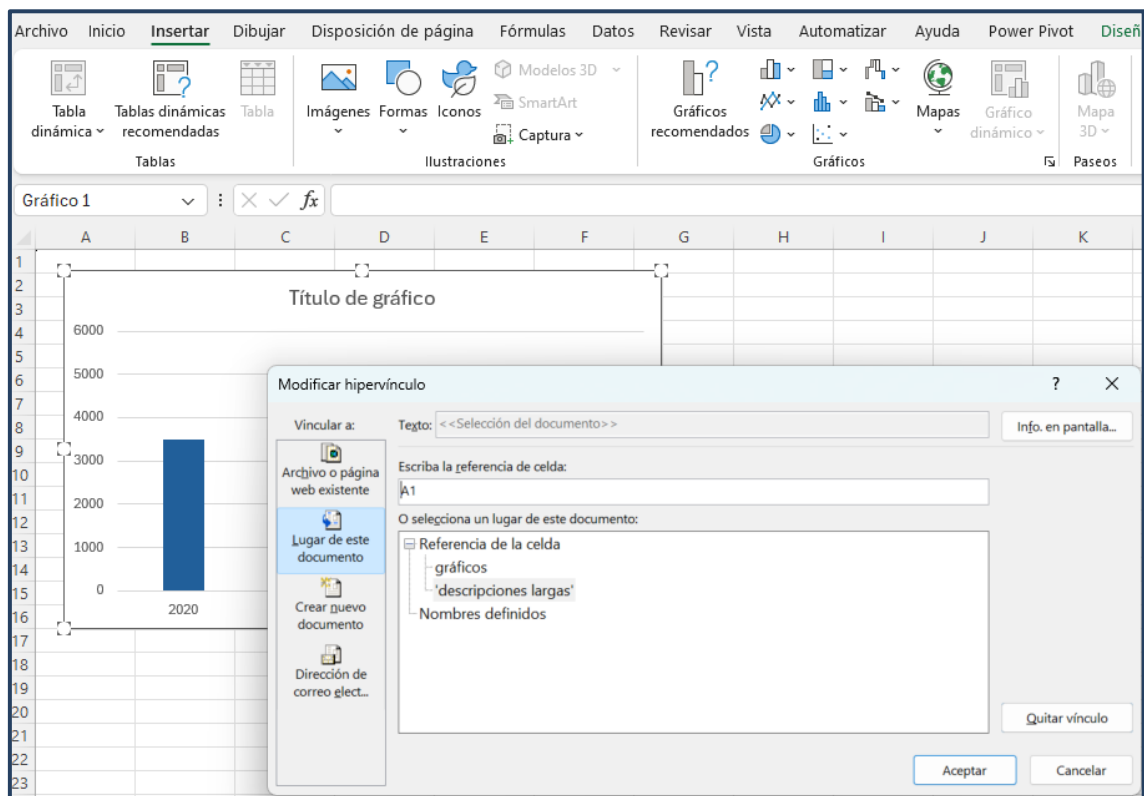 Archivo Inicio Insertar Dibujar Disposición de página Fórmulas Datos Revisar Vista Automatizar Ayuda Power Pivot Diseñ
Tabla dinámica
Tablas dinámicas recomendadas
Tabla
Tablas
Imágenes
Formas
Iconos
Modelos 3D
SmartArt
Captura
Ilustraciones
Gráficos recomendados
Mapas
Gráfico dinámico
Gráficos
Mapa 3D
Paseos
Gráfico 1
fx
A B C D E F G H I J K
1
2
3
4
5
6
7
8
9
10
11
12
13
14
15
16
17
18
19
20
21
22
23
Título de gráfico
6000
5000
4000
3000
2000
1000
0
2020
Modificar hipervínculo ? X
Vincular a:
Texto: <<Selección del documento>>
Info. en pantalla...
Archivo o página
web existente
Lugar de este
documento
Crear nuevo
documento
Dirección de
correo elect...
Escriba la referencia de celda:
A1
O selecciona un lugar de este documento:
Referencia de la celda
gráficos
'descripciones largas'
Nombres definidos
Quitar vínculo
Aceptar Cancelar